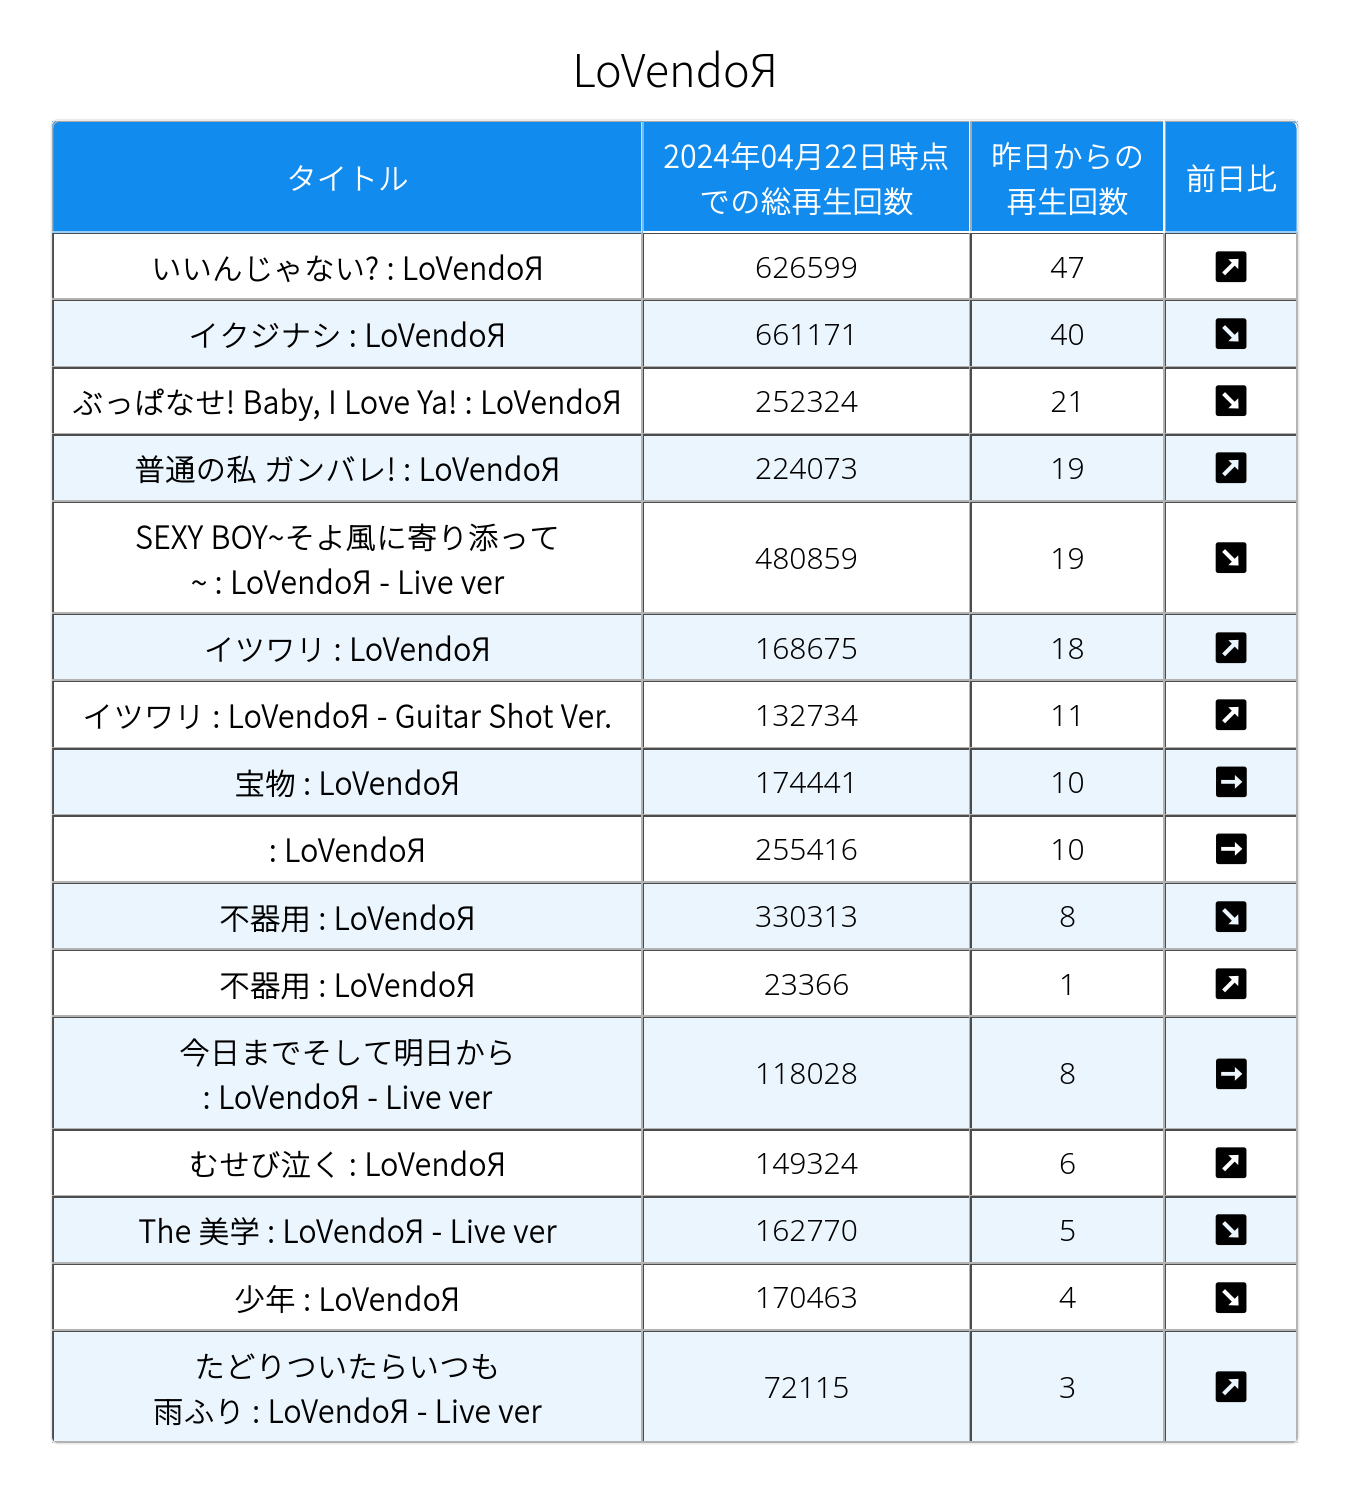 LoVendoЯ
タイトル
2024年04月22日時点
での総再生回数
昨日からの
再生回数
前日比
いいんじゃない? : LoVendoЯ 626599 47
イクジナシ : LoVendoЯ 661171 40
ぶっぱなせ! Baby, I Love Ya! : LoVendoЯ 252324 21
普通の私 ガンバレ! : LoVendoЯ 224073 19
SEXY BOY~そよ風に寄り添って
~ : LoVendoЯ - Live ver 480859 19
イツワリ : LoVendoЯ 168675 18
イツワリ : LoVendoЯ - Guitar Shot Ver. 132734 11
宝物 : LoVendoЯ 174441 10
: LoVendoЯ 255416 10
不器用 : LoVendoЯ 330313 8
不器用 : LoVendoЯ 23366 1
今日までそして明日から
: LoVendoЯ - Live ver 118028 8
むせび泣く : LoVendoЯ 149324 6
The 美学 : LoVendoЯ - Live ver 162770 5
少年 : LoVendoЯ 170463 4
たどりついたらいつも
雨ふり : LoVendoЯ - Live ver 72115 3